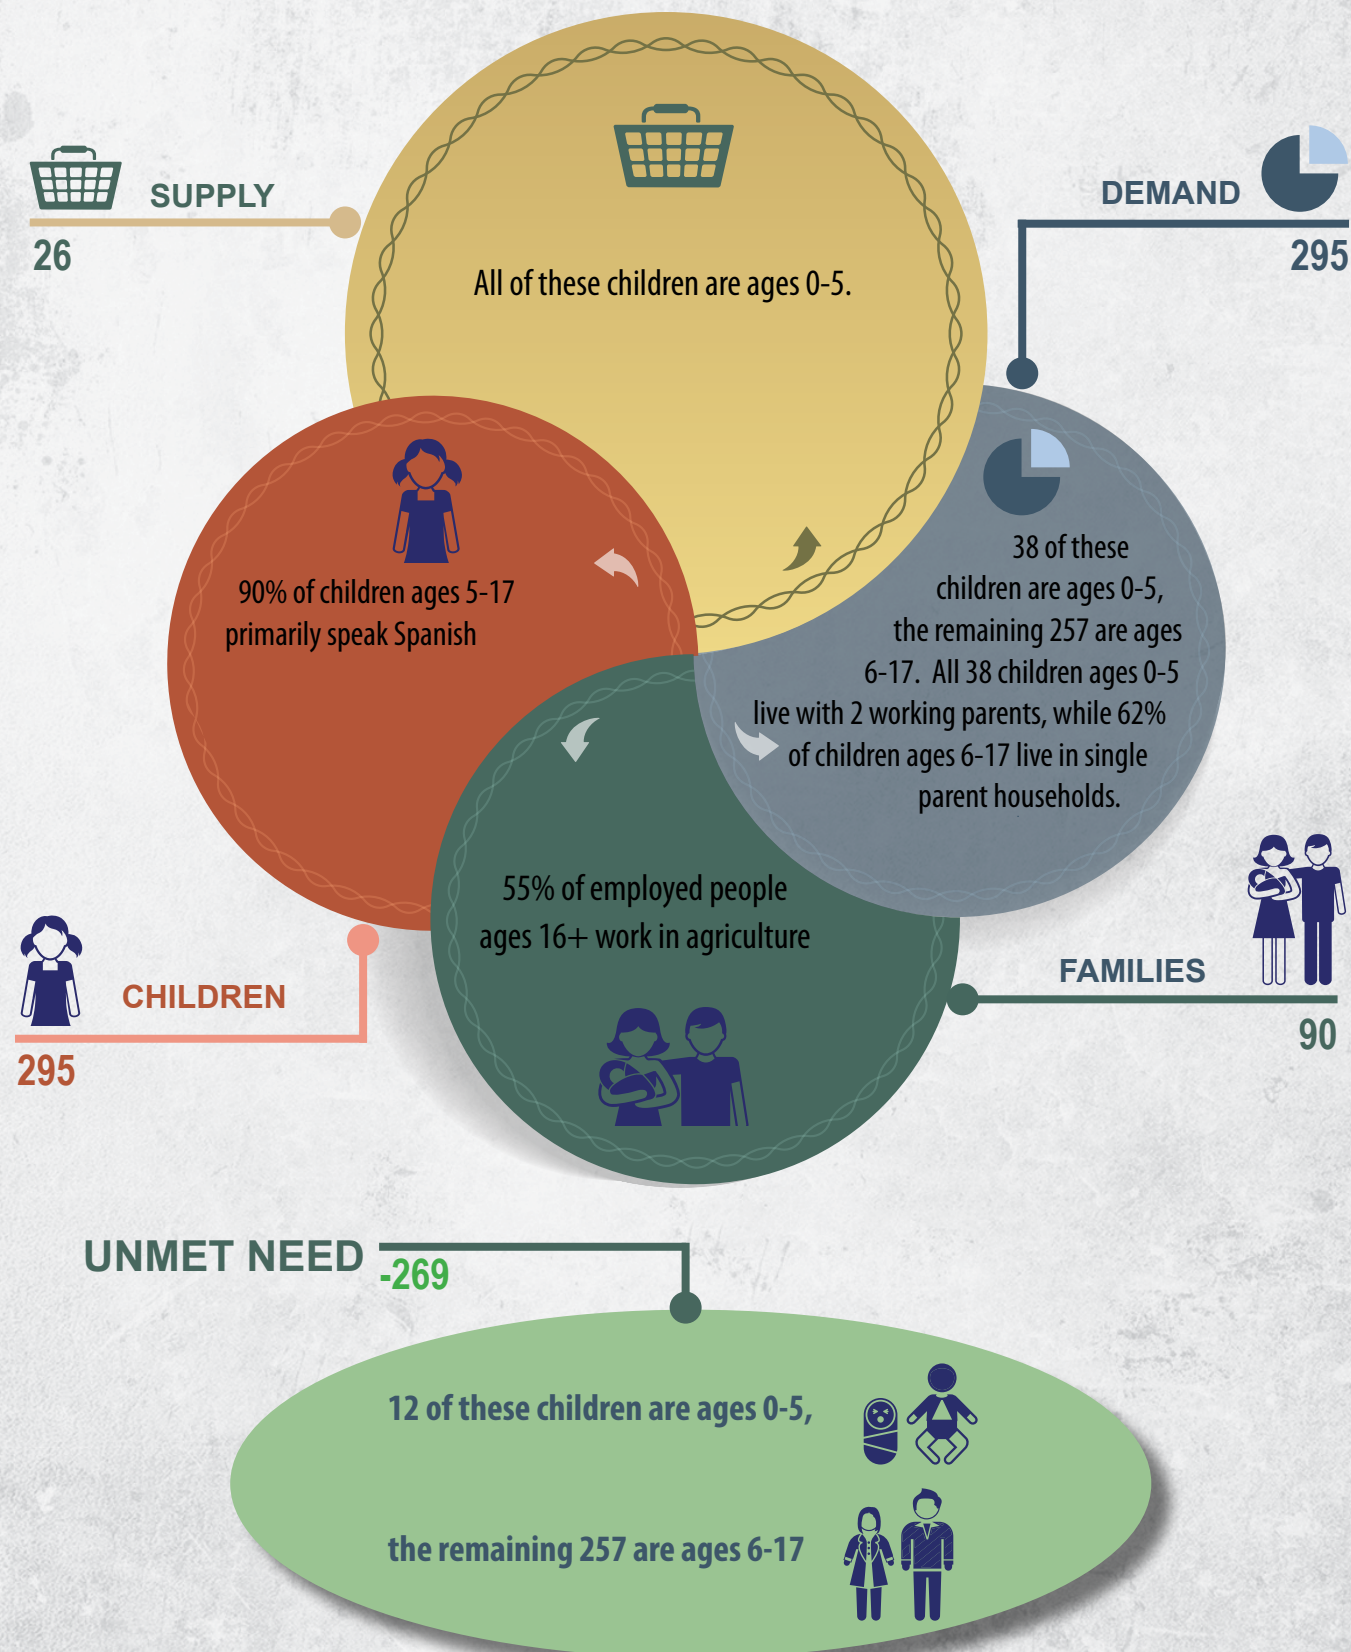 SUPPLY
26
All of these children are ages 0-5.
DEMAND
295
90% of children ages 5-17
primarily speak Spanish
38 of these
children are ages 0-5,
the remaining 257 are ages
6-17.  All 38 children ages 0-5
live with 2 working parents, while 62%
of children ages 6-17 live in single
parent households.
55% of employed people
ages 16+ work in agriculture
CHILDREN
295
FAMILIES
90
UNMET NEED
-269
12 of these children are ages 0-5,
the remaining 257 are ages 6-17